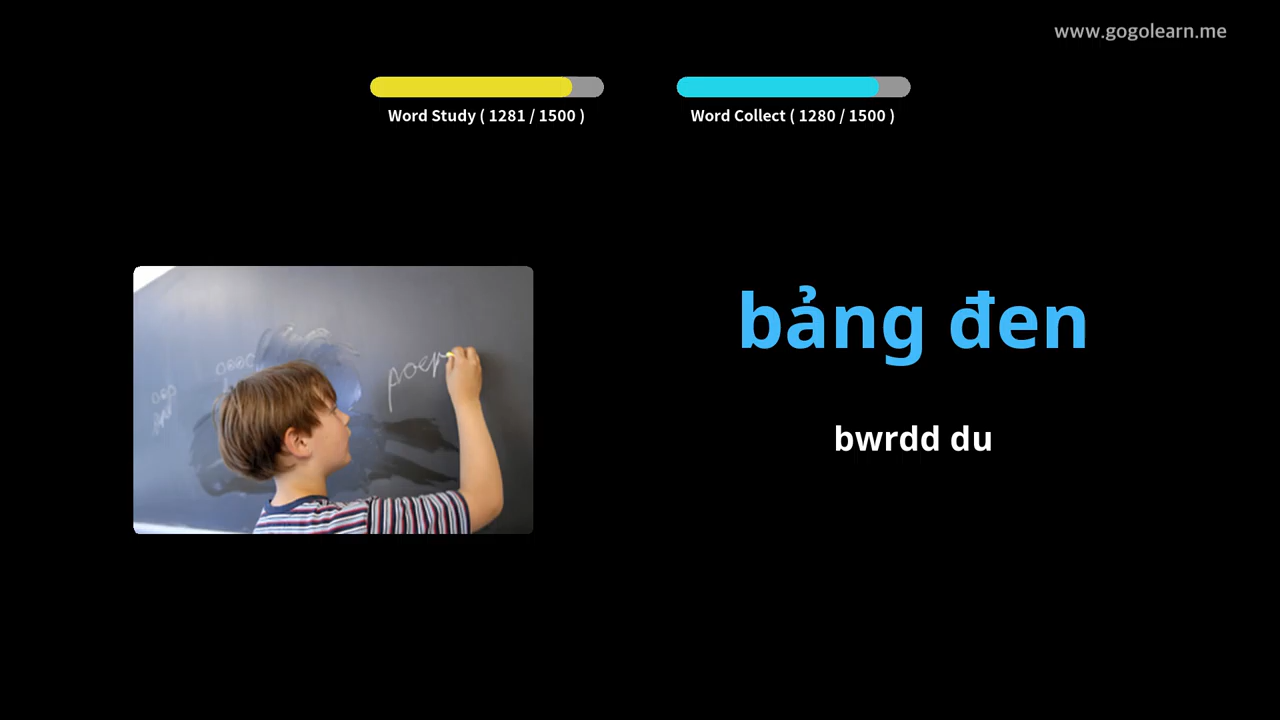 www.gogolearn.me
Word Study ( 1281 / 1500 )
Word Collect ( 1280 / 1500 )
bảng đen
bwrdd du